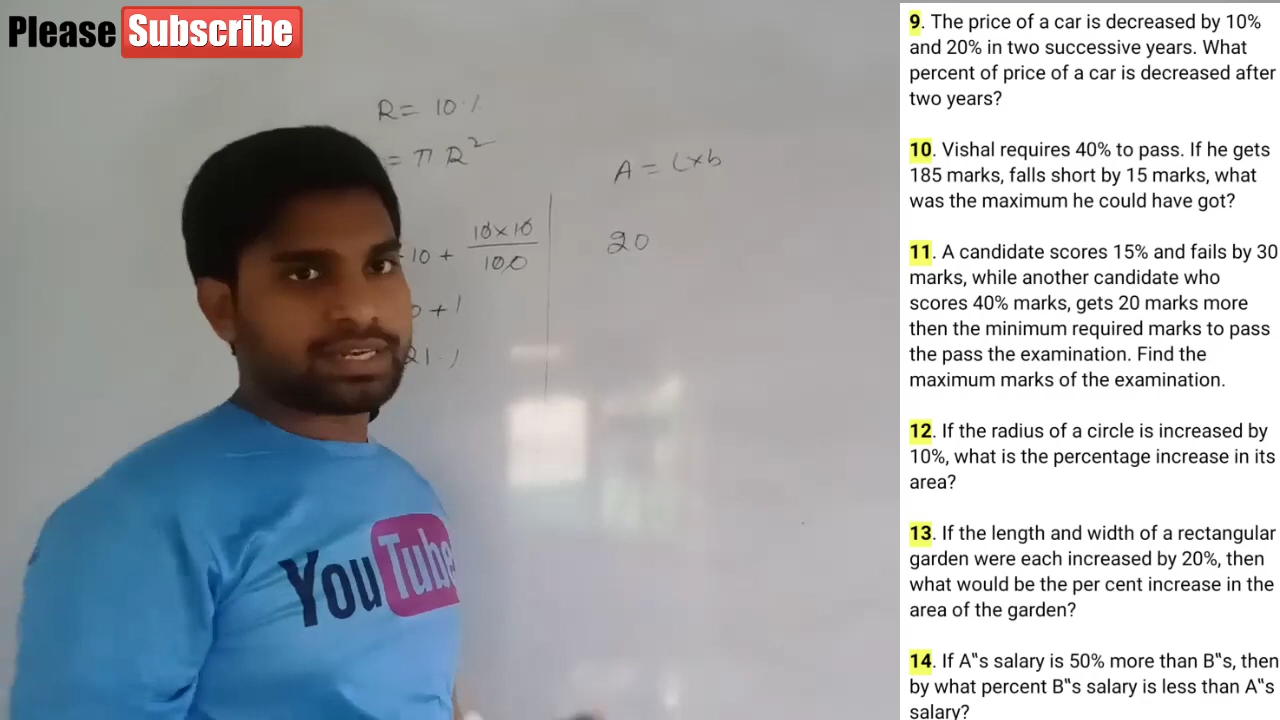 Please Subscribe
R = 10%
= π R²
10 + 10×10/100
+ 1
21%
A = l×b
20
YouTube
9. The price of a car is decreased by 10%
and 20% in two successive years. What
percent of price of a car is decreased after
two years?
10. Vishal requires 40% to pass. If he gets
185 marks, falls short by 15 marks, what
was the maximum he could have got?
11. A candidate scores 15% and fails by 30
marks, while another candidate who
scores 40% marks, gets 20 marks more
then the minimum required marks to pass
the pass the examination. Find the
maximum marks of the examination.
12. If the radius of a circle is increased by
10%, what is the percentage increase in its
area?
13. If the length and width of a rectangular
garden were each increased by 20%, then
what would be the per cent increase in the
area of the garden?
14. If A‟s salary is 50% more than B‟s, then
by what percent B‟s salary is less than A‟s
salary?